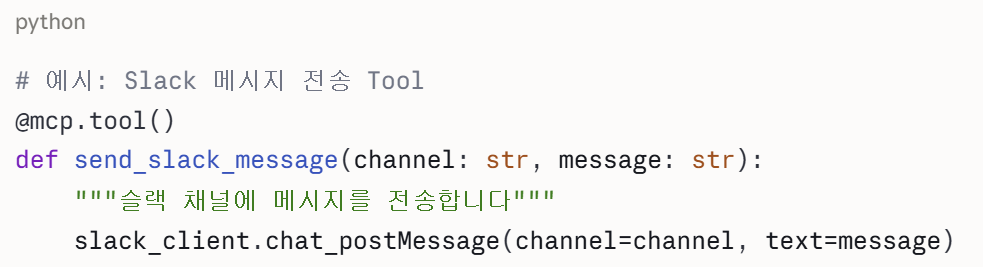 python
# 예시: Slack 메시지 전송 Tool
@mcp.tool()
def send_slack_message(channel: str, message: str):
    """슬랙 채널에 메시지를 전송합니다"""
    slack_client.chat_postMessage(channel=channel, text=message)